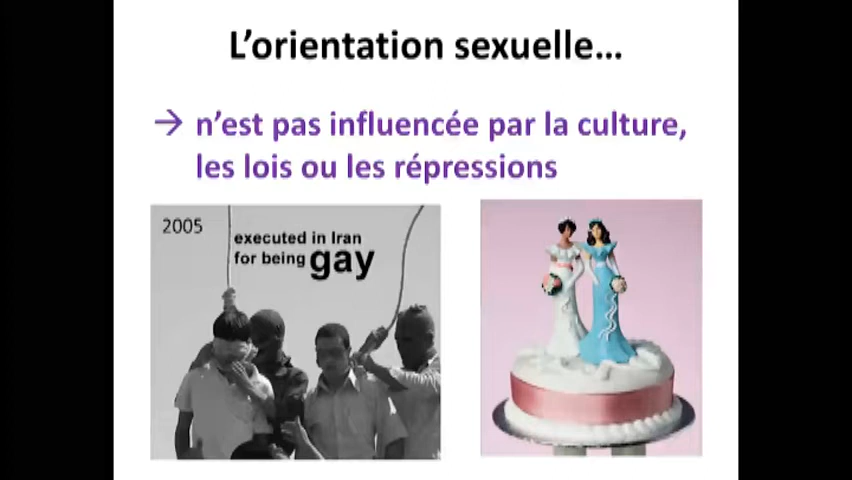 L'orientation sexuelle...
→ n'est pas influencée par la culture,
les lois ou les répressions
2005
executed in Iran
for being gay